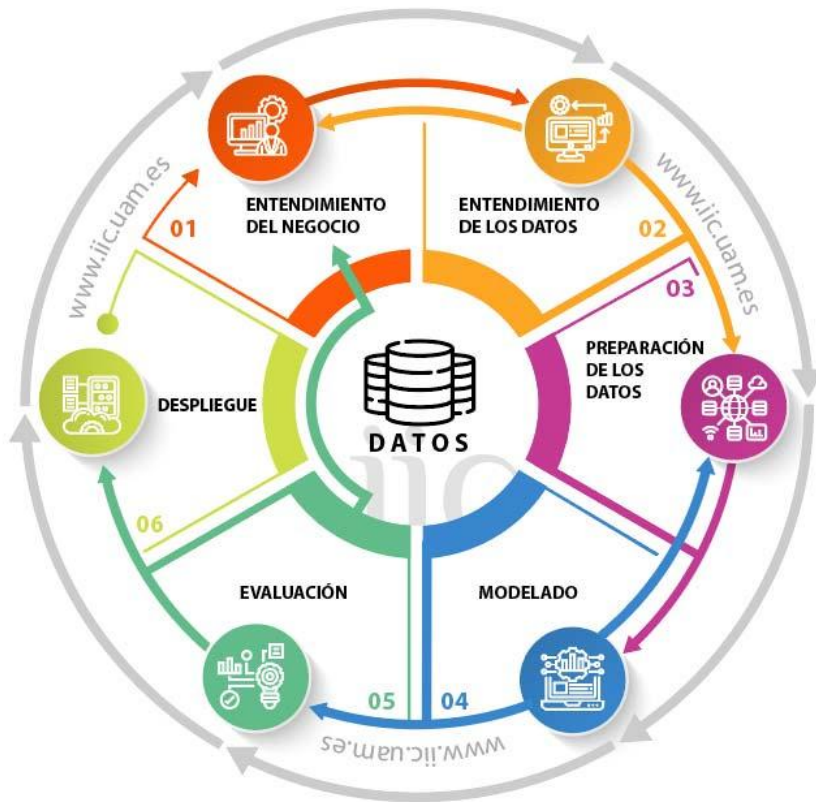 www.iic.uam.es
www.iic.uam.es
01
ENTENDIMIENTO
DEL NEGOCIO
ENTENDIMIENTO
DE LOS DATOS
02
03
PREPARACIÓN
DE LOS
DATOS
DESPLIEGUE
DATOS
iic
06
EVALUACIÓN
MODELADO
05
04
www.iic.uam.es